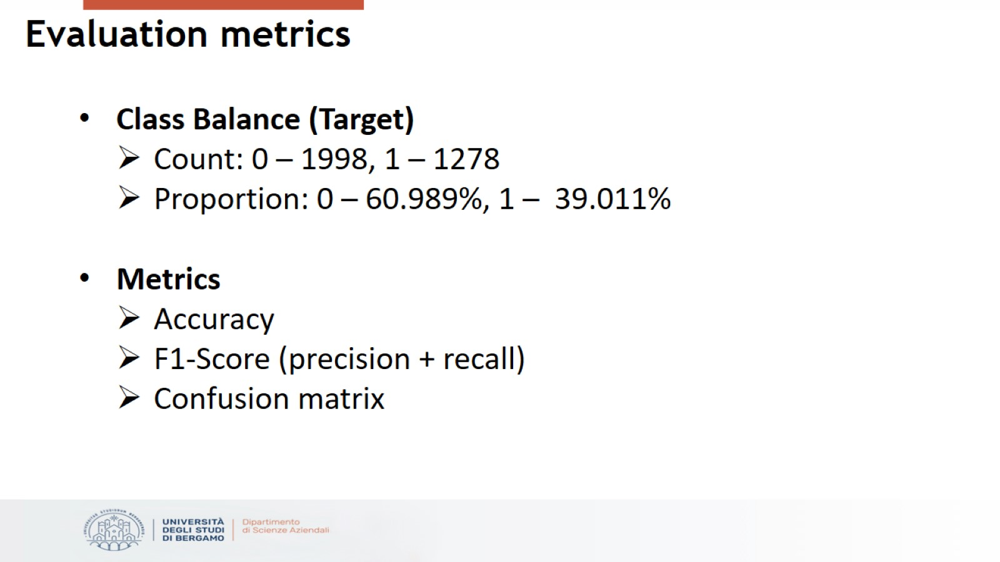 Evaluation metrics
• Class Balance (Target)
➢ Count: 0 – 1998, 1 – 1278
➢ Proportion: 0 – 60.989%, 1 –  39.011%
• Metrics
➢ Accuracy
➢ F1-Score (precision + recall)
➢ Confusion matrix
UNIVERSITÀ
DEGLI STUDI
DI BERGAMO
Dipartimento
di Scienze Aziendali